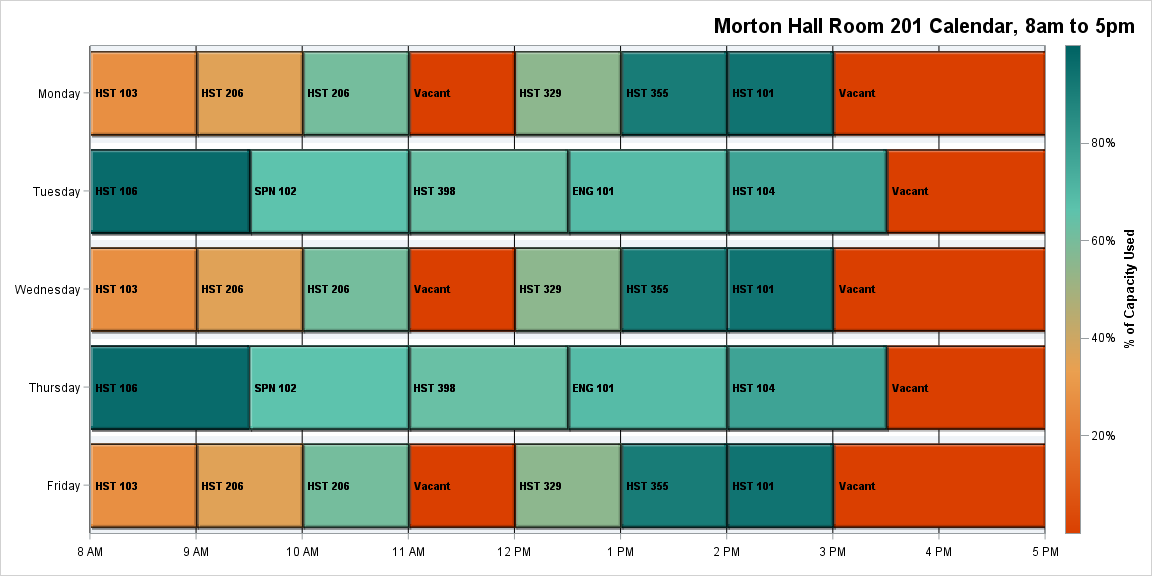 Morton Hall Room 201 Calendar, 8am to 5pm
Monday
HST 103
HST 206
HST 206
Vacant
HST 329
HST 355
HST 101
Vacant
Tuesday
HST 106
SPN 102
HST 398
ENG 101
HST 104
Vacant
Wednesday
HST 103
HST 206
HST 206
Vacant
HST 329
HST 355
HST 101
Vacant
Thursday
HST 106
SPN 102
HST 398
ENG 101
HST 104
Vacant
Friday
HST 103
HST 206
HST 206
Vacant
HST 329
HST 355
HST 101
Vacant
8 AM
9 AM
10 AM
11 AM
12 PM
1 PM
2 PM
3 PM
4 PM
5 PM
80%
60%
40%
20%
% of Capacity Used